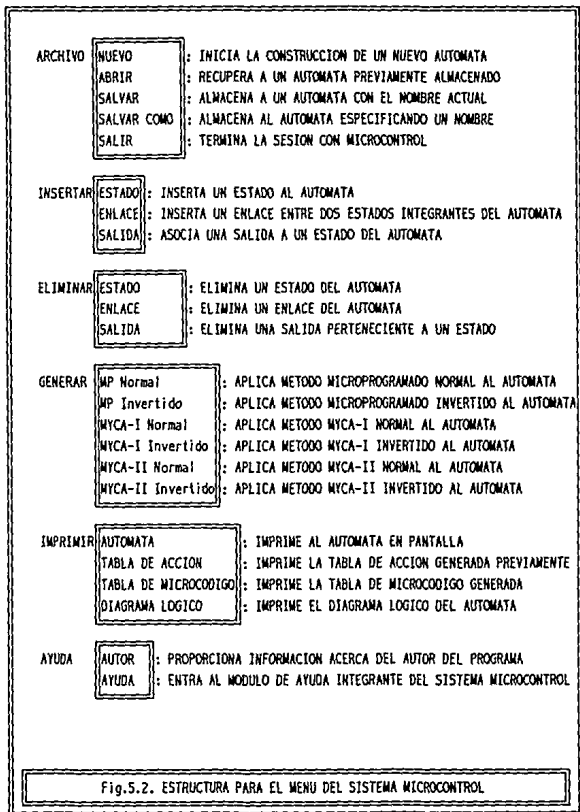 ARCHIVO NUEVO : INICIA LA CONSTRUCCION DE UN NUEVO AUTOMATA
ABRIR : RECUPERA A UN AUTOMATA PREVIAMENTE ALMACENADO
SALVAR : ALMACENA A UN AUTOMATA CON EL NOMBRE ACTUAL
SALVAR COMO : ALMACENA AL AUTOMATA ESPECIFICANDO UN NOMBRE
SALIR : TERMINA LA SESION CON MICROCONTROL
INSERTAR ESTADO : INSERTA UN ESTADO AL AUTOMATA
ENLACE : INSERTA UN ENLACE ENTRE DOS ESTADOS INTEGRANTES DEL AUTOMATA
SALIDA : ASOCIA UNA SALIDA A UN ESTADO DEL AUTOMATA
ELIMINAR ESTADO : ELIMINA UN ESTADO DEL AUTOMATA
ENLACE : ELIMINA UN ENLACE DEL AUTOMATA
SALIDA : ELIMINA UNA SALIDA PERTENECIENTE A UN ESTADO
GENERAR MP Normal : APLICA METODO MICROPROGRAMADO NORMAL AL AUTOMATA
MP Invertido : APLICA METODO MICROPROGRAMADO INVERTIDO AL AUTOMATA
MYCA-I Normal : APLICA METODO MYCA-I NORMAL AL AUTOMATA
MYCA-I Invertido : APLICA METODO MYCA-I INVERTIDO AL AUTOMATA
MYCA-II Normal : APLICA METODO MYCA-II NORMAL AL AUTOMATA
MYCA-II Invertido : APLICA METODO MYCA-II INVERTIDO AL AUTOMATA
IMPRIMIR AUTOMATA : IMPRIME AL AUTOMATA EN PANTALLA
TABLA DE ACCION : IMPRIME LA TABLA DE ACCION GENERADA PREVIAMENTE
TABLA DE MICROCODIGO : IMPRIME LA TABLA DE MICROCODIGO GENERADA
DIAGRAMA LOGICO : IMPRIME EL DIAGRAMA LOGICO DEL AUTOMATA
AYUDA AUTOR : PROPORCIONA INFORMACION ACERCA DEL AUTOR DEL PROGRAMA
AYUDA : ENTRA AL MODULO DE AYUDA INTEGRANTE DEL SISTEMA MICROCONTROL
Fig.5.2. ESTRUCTURA PARA EL MENU DEL SISTEMA MICROCONTROL